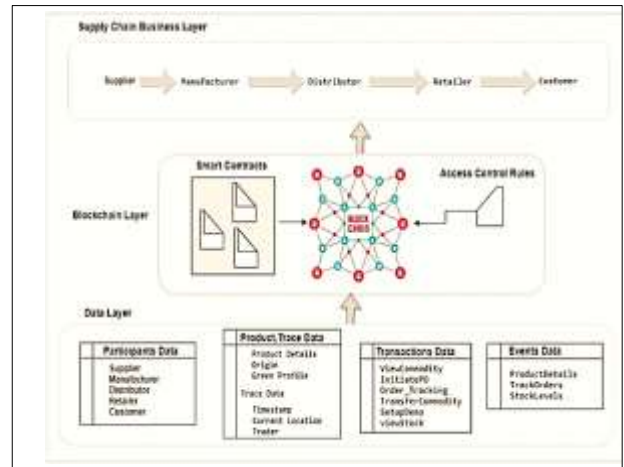 Supply Chain Business Layer
Supplier
Manufacturer
Distributor
Retailer
Customer
Smart Contracts
Access Control Rules
BLOCK
CHAIN
Blockchain Layer
Data Layer
Participants Data
Supplier
Manufacturer
Distributor
Retailer
Customer
Product,Trace Data
Product Details
Origin
Green Profile
Trace Data
Timestamp
Current Location
Trader
Transactions Data
ViewCommodity
InitiatePO
Order_Tracking
TransferCommodity
SetupDemo
viewStock
Events Data
ProductDetails
TrackOrders
StockLevels